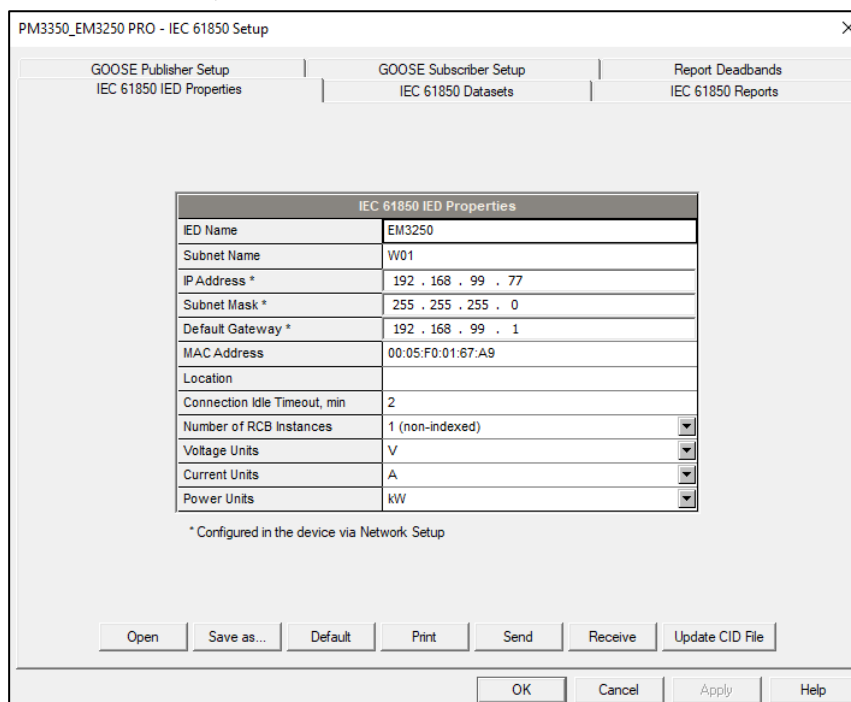 PM3350_EM3250 PRO - IEC 61850 Setup
GOOSE Publisher Setup GOOSE Subscriber Setup Report Deadbands
IEC 61850 IED Properties IEC 61850 Datasets IEC 61850 Reports
IEC 61850 IED Properties
IED Name EM3250
Subnet Name W01
IP Address * 192 . 168 . 99 . 77
Subnet Mask * 255 . 255 . 255 . 0
Default Gateway * 192 . 168 . 99 . 1
MAC Address 00:05:F0:01:67:A9
Location
Connection Idle Timeout, min 2
Number of RCB Instances 1 (non-indexed)
Voltage Units V
Current Units A
Power Units kW
* Configured in the device via Network Setup
Open Save as... Default Print Send Receive Update CID File
OK Cancel Apply Help